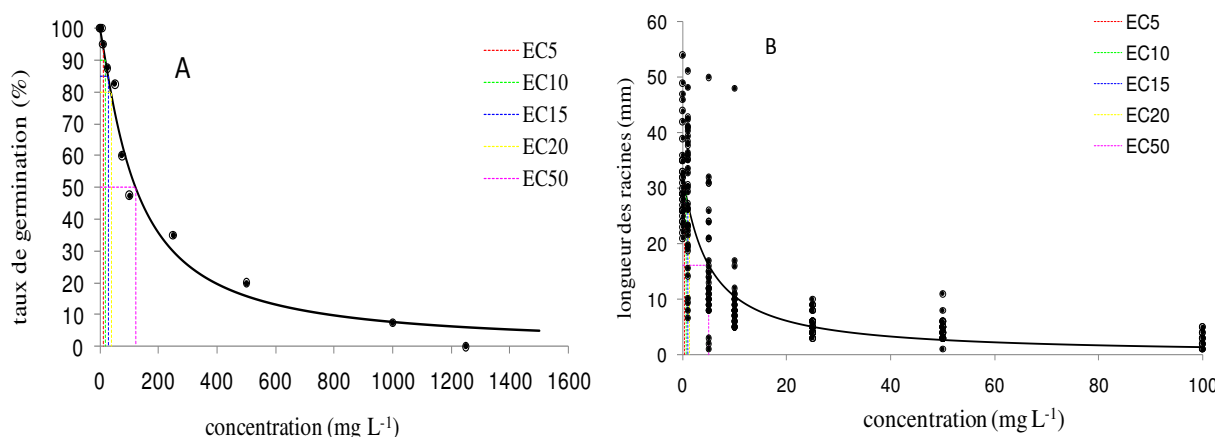 A
taux de germination (%)
100
90
80
70
60
50
40
30
20
10
0
0 200 400 600 800 1000 1200 1400 1600
concentration (mg L-1)
EC5
EC10
EC15
EC20
EC50
B
longueur des racines (mm)
60
50
40
30
20
10
0
0 20 40 60 80 100
concentration (mg L-1)
EC5
EC10
EC15
EC20
EC50